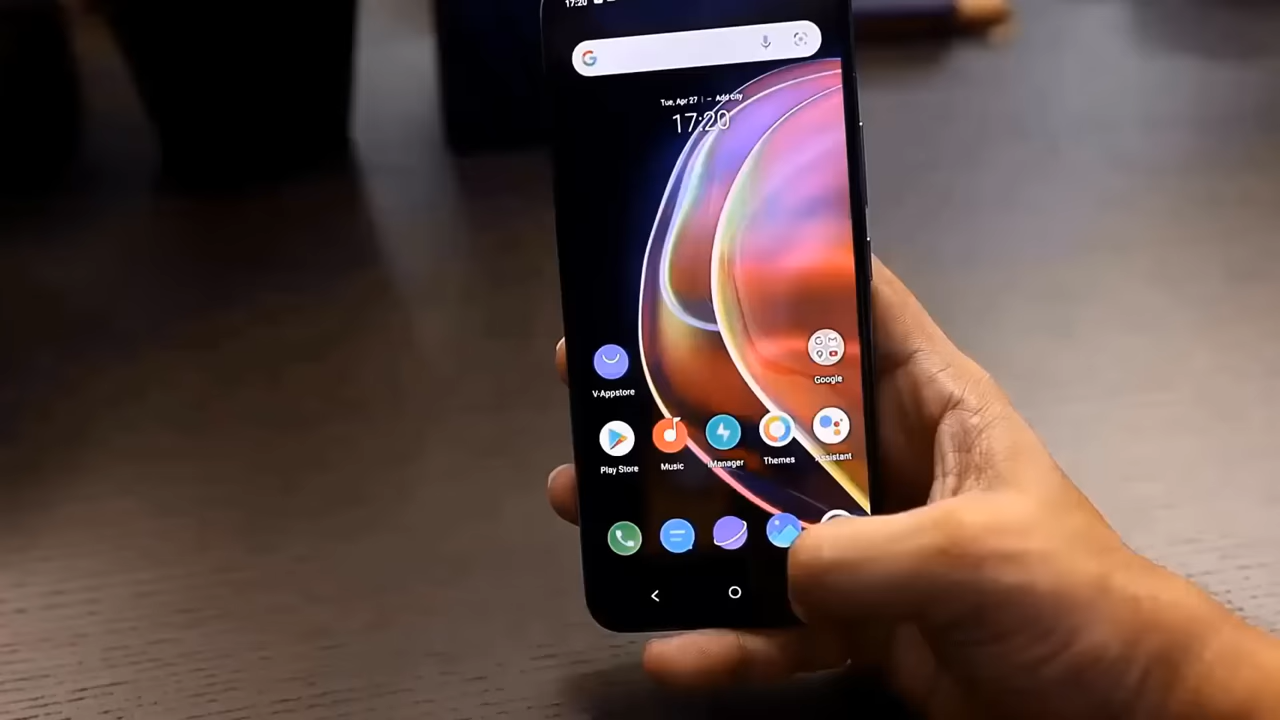 17:20
Tue, Apr 27 | – Add city
17:20
V-Appstore
Google
Play Store
Music
iManager
Themes
Assistant